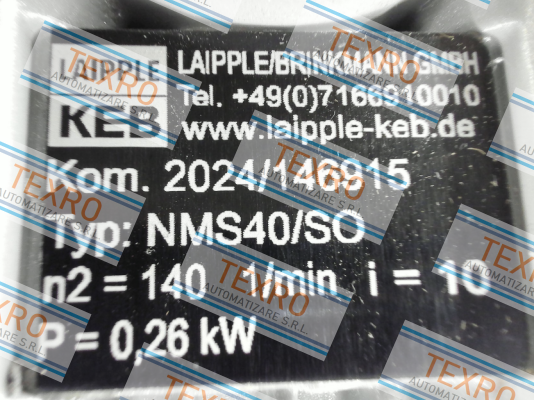 LAIPPLE
KEB
LAIPPLE/BRINKMANN GMBH
Tel. +49(0)7166910010
www.laipple-keb.de
Kom. 2024/146915
Typ: NMS40/SO
n2 = 140 1/min i = 10
P = 0,26 kW
TEXRO
AUTOMATIZARE S.R.L.